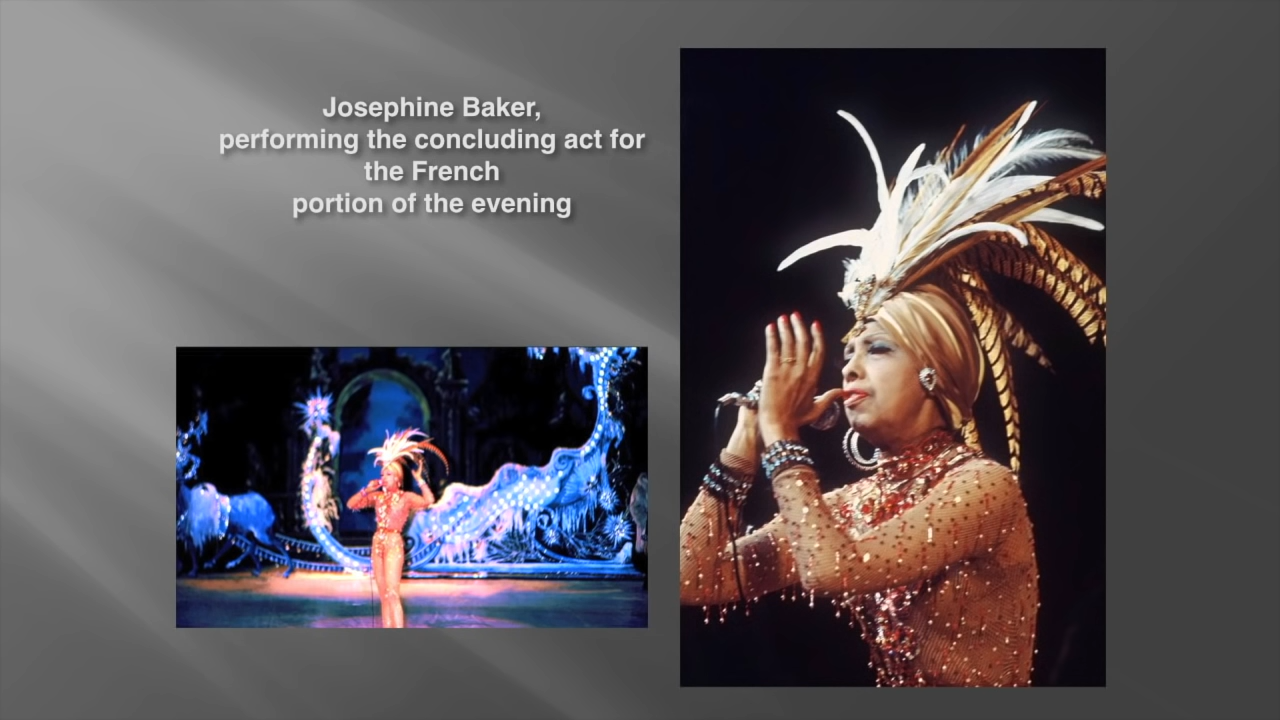 Josephine Baker,
performing the concluding act for
the French
portion of the evening